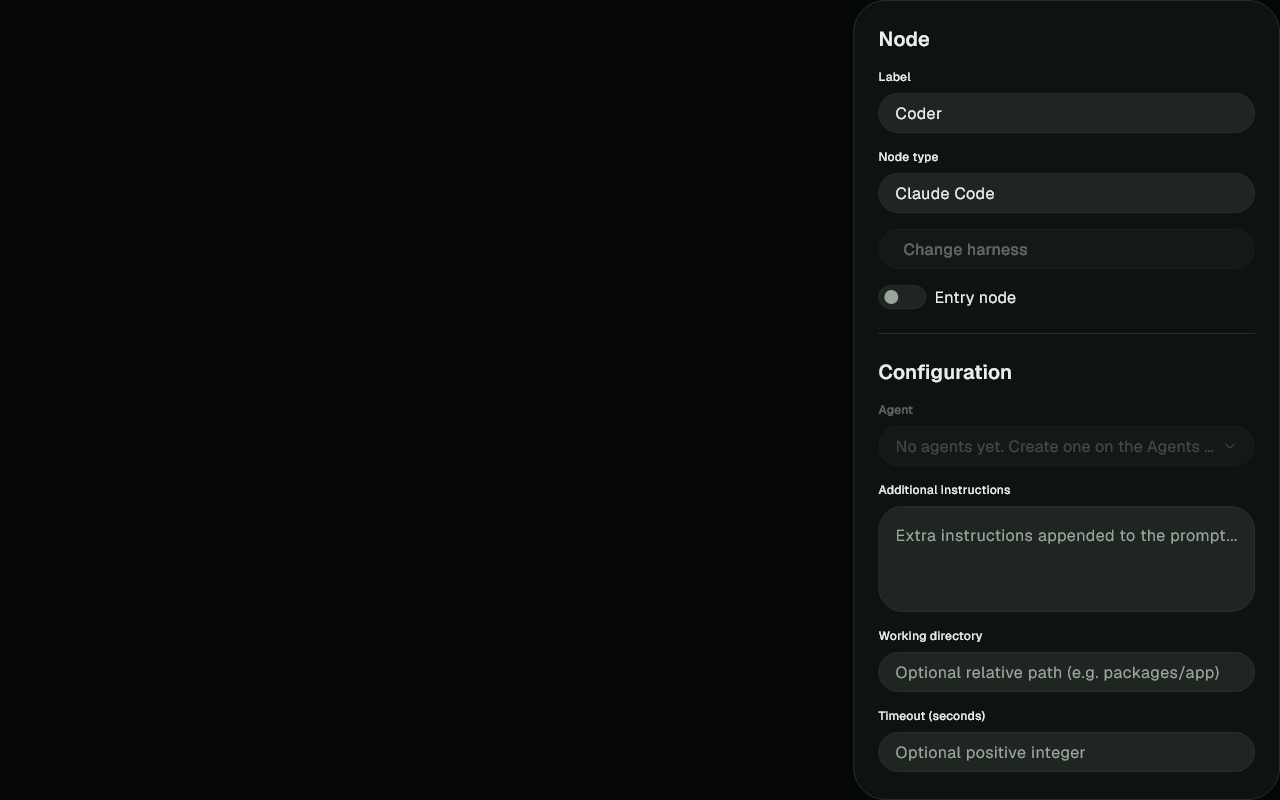 Node
Label
Coder
Node type
Claude Code
Change harness
Entry node
Configuration
Agent
No agents yet. Create one on the Agents ...
Additional instructions
Extra instructions appended to the prompt...
Working directory
Optional relative path (e.g. packages/app)
Timeout (seconds)
Optional positive integer